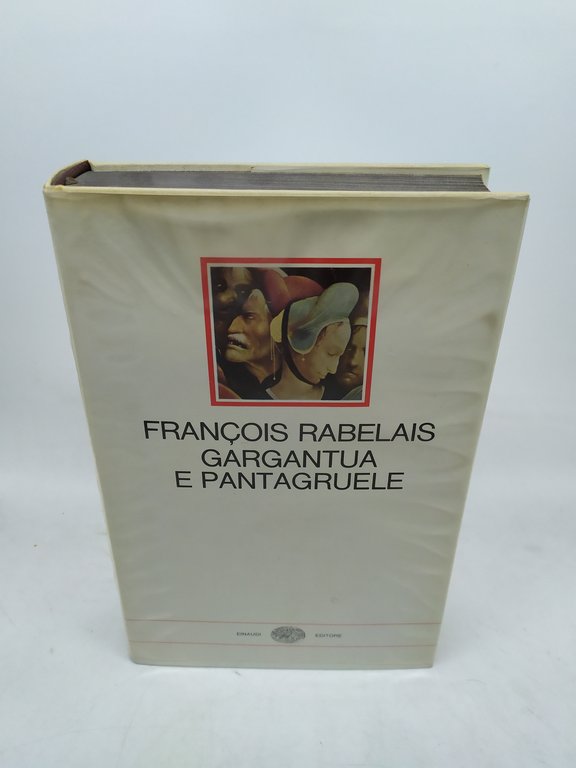 FRANÇOIS RABELAIS
GARGANTUA
E PANTAGRUELE
EINAUDI EDITORE